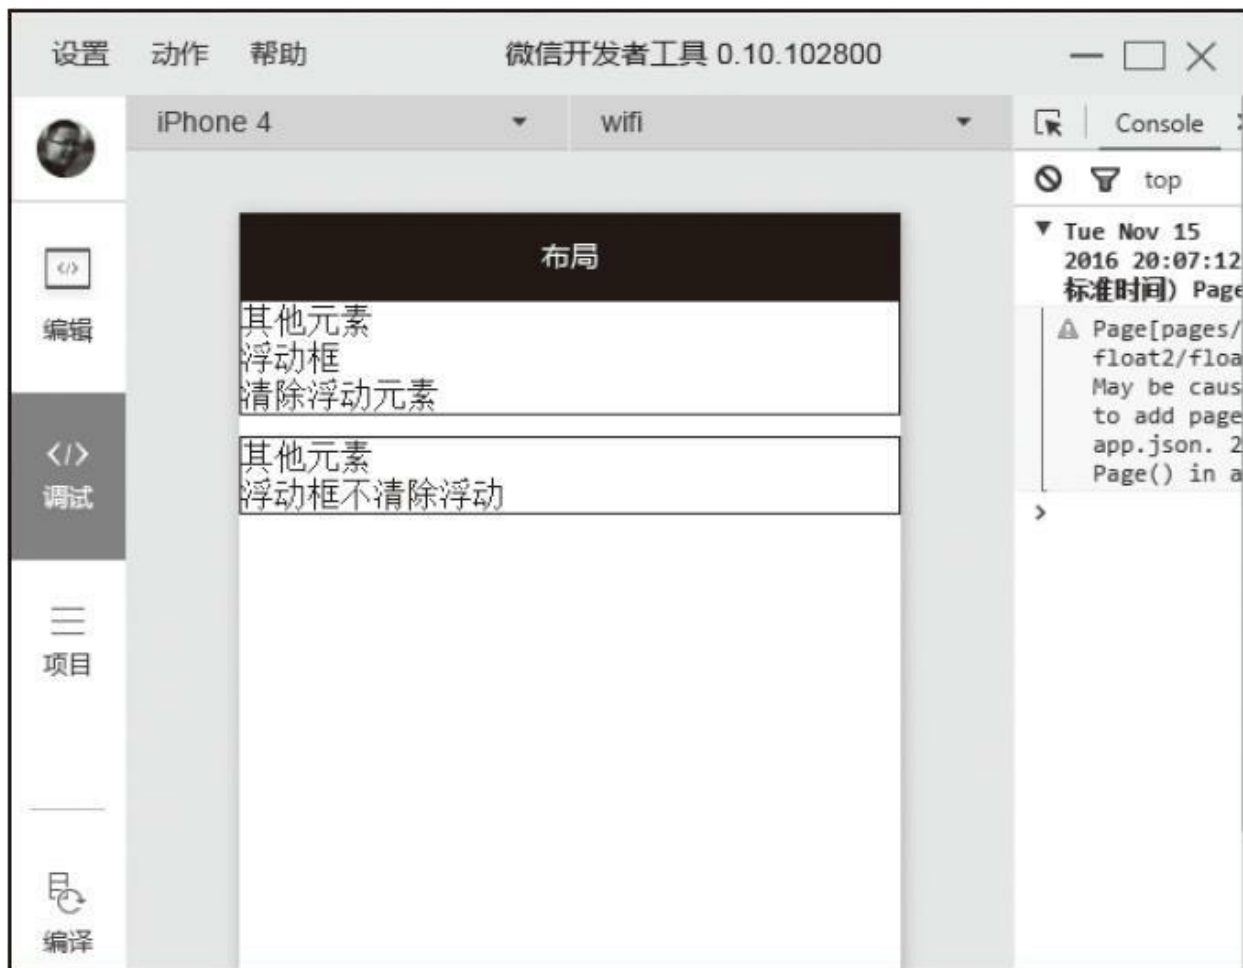 设置 动作 帮助 微信开发者工具 0.10.102800
iPhone 4 wifi
Console
top
编辑
调试
项目
编译
布局
其他元素
浮动框
清除浮动元素
其他元素
浮动框不清除浮动
Tue Nov 15
2016 20:07:12
标准时间) Page
Page[pages/
float2/floa
May be caus
to add page
app.json. 2
Page() in a